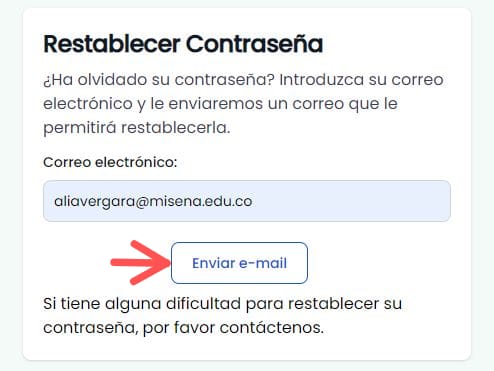 Restablecer Contraseña
¿Ha olvidado su contraseña? Introduzca su correo
electrónico y le enviaremos un correo que le
permitirá restablecerla.
Correo electrónico:
aliavergara@misena.edu.co
Enviar e-mail
Si tiene alguna dificultad para restablecer su
contraseña, por favor contáctenos.